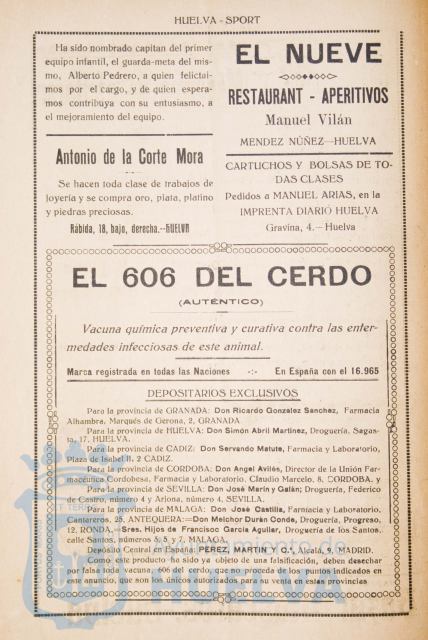 HUELVA - SPORT
Ha sido nombrado capitan del primer
equipo infantil, el guarda-meta del mis-
mo, Alberto Pedrero, a quien felicita-
mos por el cargo, y de quien espera-
mos contribuya con su entusiasmo, a
el mejoramiento del equipo.
Antonio de la Corte Mora
Se hacen toda clase de trabajos de
joyería y se compra oro, plata, platino
y piedras preciosas.
Rábida, 18, bajo, derecha.--HUELVA
EL NUEVE
RESTAURANT - APERITIVOS
Manuel Vilán
MENDEZ NÚÑEZ—HUELVA
CARTUCHOS Y BOLSAS DE TO-
DAS CLASES
Pedidos a MANUEL ARIAS, en la
IMPRENTA DIARIO HUELVA
Gravina, 4.—Huelva
EL 606 DEL CERDO
(AUTÉNTICO)
Vacuna química preventiva y curativa contra las enfer-
medades infecciosas de este animal.
Marca registrada en todas las Naciones -:- En España con el 16.965
DEPOSITARIOS EXCLUSIVOS
Para la provincia de GRANADA: Don Ricardo Gonzalez Sanchez, Farmacia
Alhambra, Marqués de Gerona, 2, GRANADA
Para la provincia de HUELVA: Don Simón Abril Martinez, Droguería, Sagas-
ta, 17, HUELVA.
Para la provincia de CADIZ: Don Servando Matute, Farmacia y Laboratorio,
Plaza de Isabel II, 2 CADIZ.
Para la provincia de CORDOBA: Don Angel Avilés, Director de la Unión Far-
macéutica Cordobesa, Farmacia y Laboratorio, Claudio Marcelo, 8, CORDOBA. y
Para la provincia de SEVILLA: Don José Marín y Galán; Droguería, Federico
de Castro, número 4 y Arjona, número 4, SEVILLA.
Para la provincia de MALAGA: Don José Castilla, Farmacia y Laboratorio,
Cantareros, 25, ANTEQUERA:—Don Melchor Durán Conde, Droguería, Progreso,
12, RONDA.—Sres. Hijos de Francisco García Aguilar, Droguería de los Santos,
calle Santos, números 3, 5 y 7, MALAGA.
Depósito Central en España: PEREZ, MARTIN Y C.ª, Alcalá, 9, MADRID.
Como este producto ha sido ya objeto de una falsificación, deben desechar
por falsa toda vacuna, 606 del cerdo, que no proceda de los puntos indicados en
este anuncio, que son los únicos autorizados para su venta en estas provincias